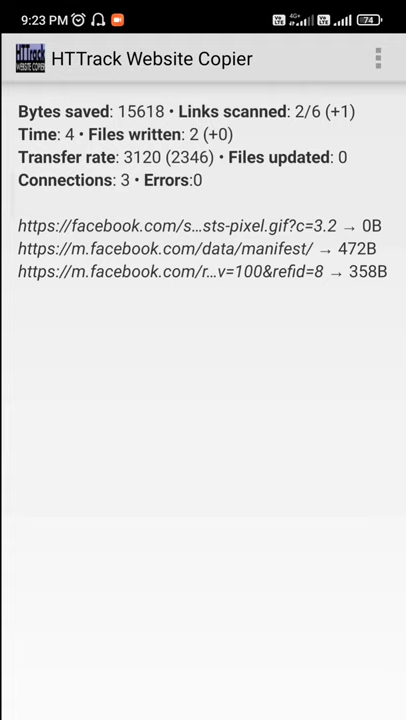 9:23 PM 4G+ 74
HTTrack Website Copier
Bytes saved: 15618 • Links scanned: 2/6 (+1)
Time: 4 • Files written: 2 (+0)
Transfer rate: 3120 (2346) • Files updated: 0
Connections: 3 • Errors:0
https://facebook.com/s...sts-pixel.gif?c=3.2 → 0B
https://m.facebook.com/data/manifest/ → 472B
https://m.facebook.com/r...v=100&refid=8 → 358B